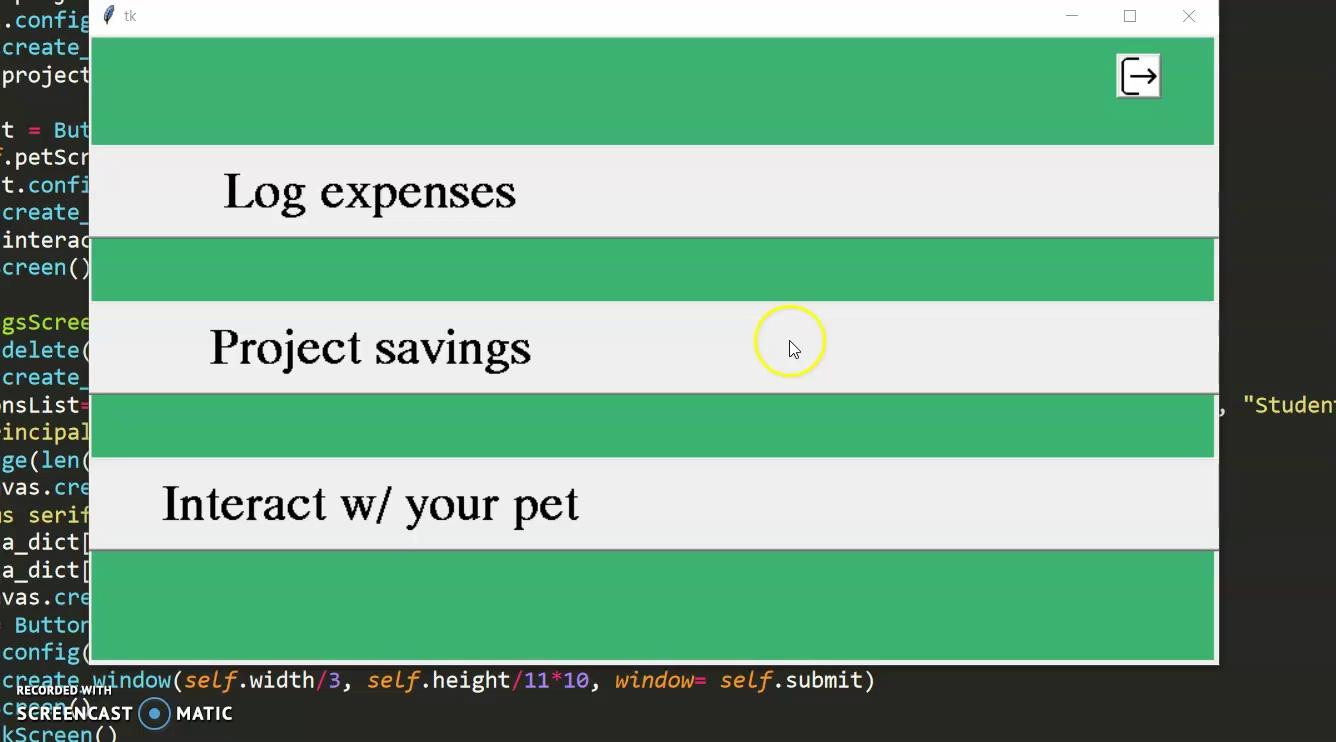 tk
.config
create_
project
Log expenses
t = But
.petScr
t.confi
create_
interac
creen()
Project savings
gsScree
delete(
create_
nsList=
, "Student
incipal
ge(len(
vas.cre
Interact w/ your pet
s serif
a_dict[
a_dict[
vas.cre
= Button
config(
create_window(self.width/3, self.height/11*10, window= self.submit)
RECORDED WITH
SCREENCAST MATIC
creen()
kScreen()